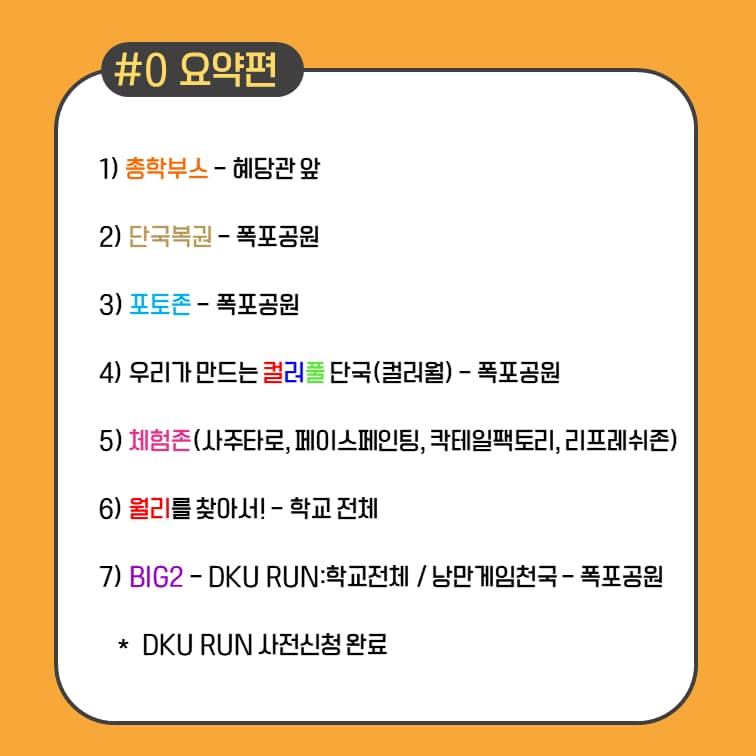 #0 요약편
1) 총학부스 - 혜당관 앞
2) 단국복권 - 폭포공원
3) 포토존 - 폭포공원
4) 우리가 만드는 컬러풀 단국(컬러월) - 폭포공원
5) 체험존(사주타로, 페이스페인팅, 칵테일팩토리, 리프레쉬존)
6) 월리를 찾아서! - 학교 전체
7) BIG2 - DKU RUN:학교전체 / 낭만게임천국 - 폭포공원
* DKU RUN 사전신청 완료